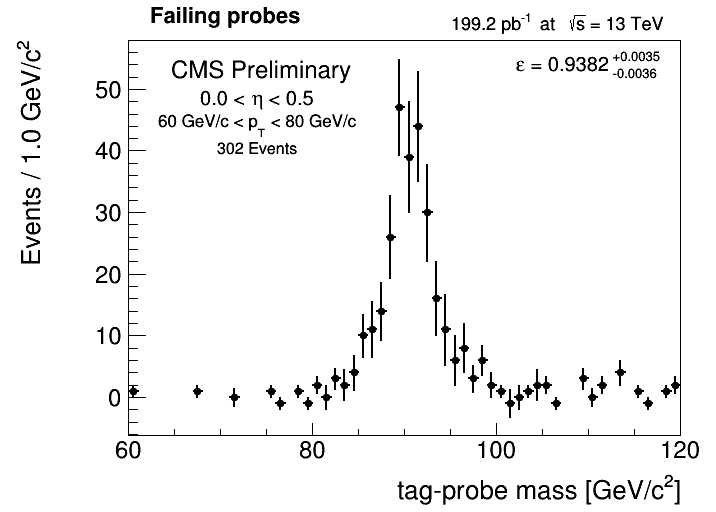 Failing probes
199.2 pb⁻¹ at √s = 13 TeV
CMS Preliminary
0.0 < η < 0.5
60 GeV/c < p_T < 80 GeV/c
302 Events
ε = 0.9382 +0.0035 -0.0036
Events / 1.0 GeV/c²
50
40
30
20
10
0
60 80 100 120
tag-probe mass [GeV/c²]